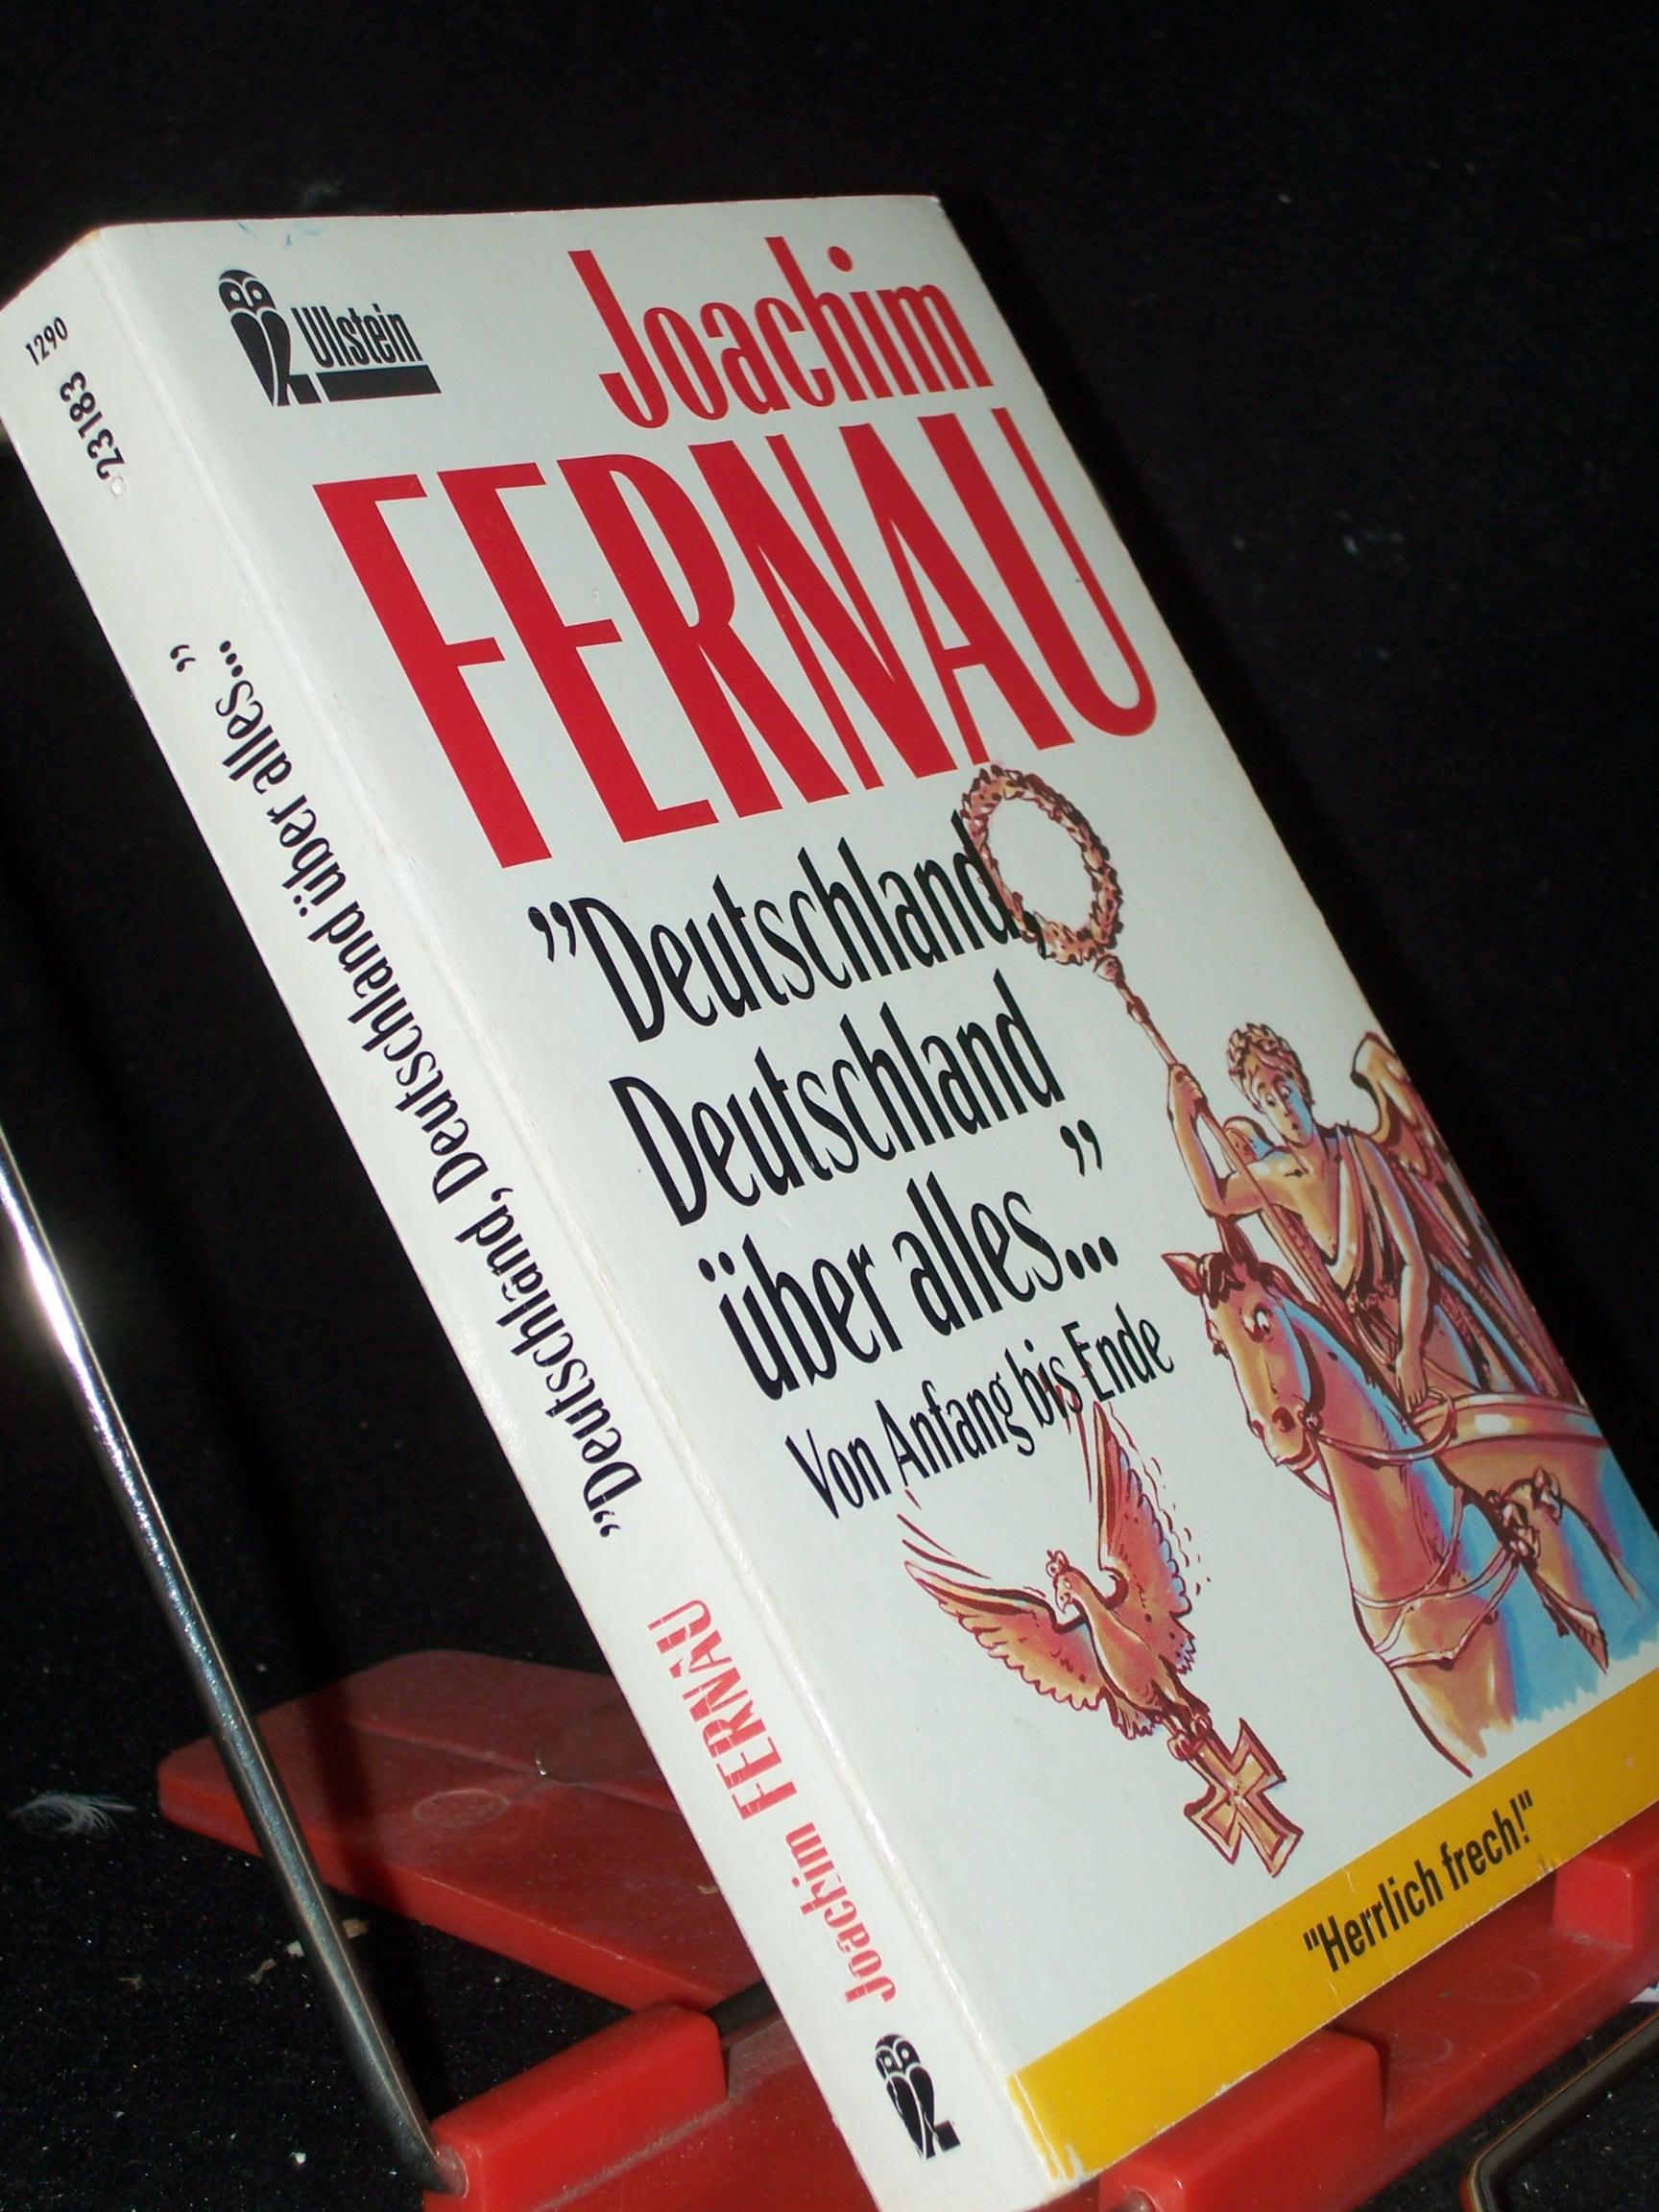 1290
23183
"Deutschland, Deutschland über alles..."
Joachim FERNAU
Ullstein
Joachim
FERNAU
"Deutschland,
Deutschland
über alles..."
Von Anfang bis Ende
"Herrlich frech!"